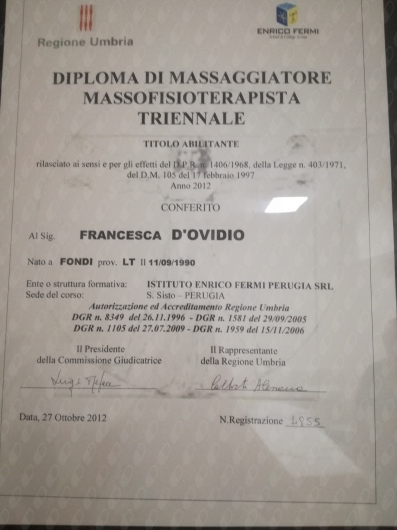 Regione Umbria
ENRICO FERMI
DIPLOMA DI MASSAGGIATORE
MASSOFISIOTERAPISTA
TRIENNALE
TITOLO ABILITANTE
rilasciato ai sensi e per gli effetti del D.P.R. n. 1406/1968, della Legge n. 403/1971,
del D.M. 105 del 17 febbraio 1997
Anno 2012
CONFERITO
Al Sig. FRANCESCA D'OVIDIO
Nato a FONDI prov. LT Il 11/09/1990
Ente o struttura formativa: ISTITUTO ENRICO FERMI PERUGIA SRL
Sede del corso: S. Sisto – PERUGIA
Autorizzazione ed Accreditamento Regione Umbria
DGR n. 8349 del 26.11.1996 - DGR n. 1581 del 29/09/2005
DGR n. 1105 del 27.07.2009 - DGR n. 1959 del 15/11/2006
Il Presidente Il Rappresentante
della Commissione Giudicatrice della Regione Umbria
Data, 27 Ottobre 2012 N.Registrazione 4855